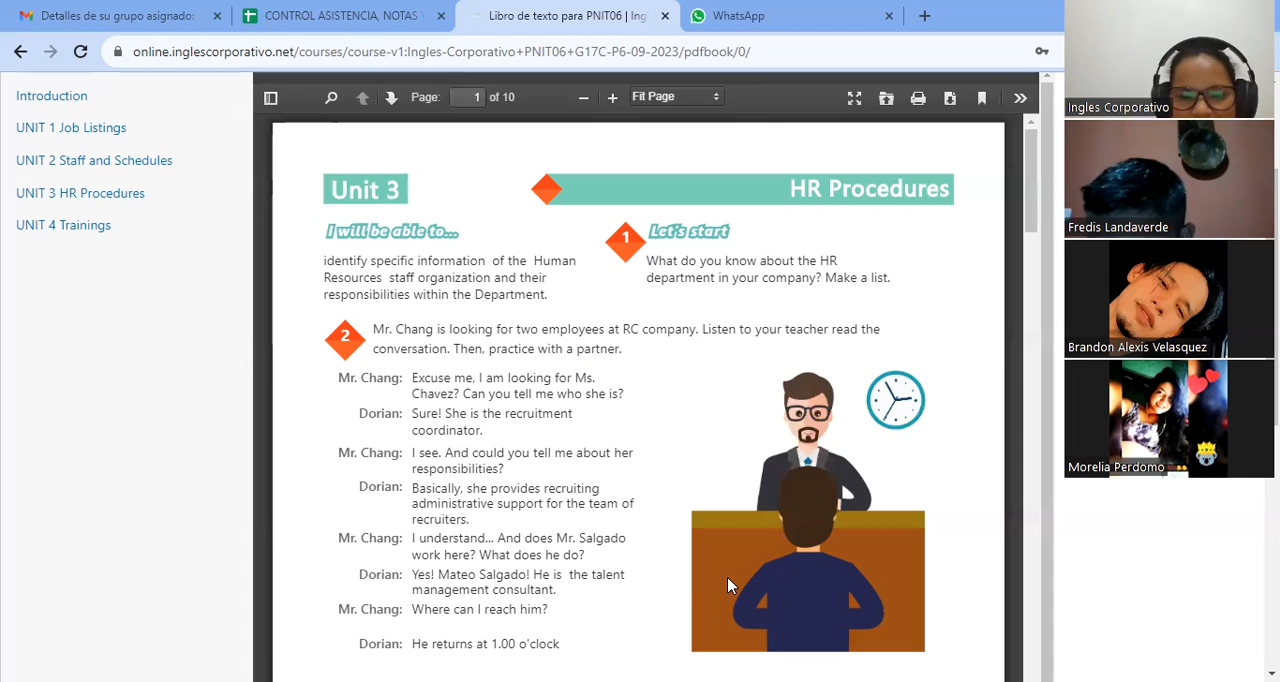 Detalles de su grupo asignado:
CONTROL ASISTENCIA, NOTAS Y
Libro de texto para PNIT06 | Ing
WhatsApp
online.inglescorporativo.net/courses/course-v1:Ingles-Corporativo+PNIT06+G17C-P6-09-2023/pdfbook/0/
Introduction
UNIT 1 Job Listings
UNIT 2 Staff and Schedules
UNIT 3 HR Procedures
UNIT 4 Trainings
Page: 1 of 10
Fit Page
Unit 3
HR Procedures
I will be able to...
identify specific information of the Human
Resources staff organization and their
responsibilities within the Department.
1
Let's start
What do you know about the HR
department in your company? Make a list.
2
Mr. Chang is looking for two employees at RC company. Listen to your teacher read the
conversation. Then, practice with a partner.
Mr. Chang: Excuse me, I am looking for Ms.
Chavez? Can you tell me who she is?
Dorian: Sure! She is the recruitment
coordinator.
Mr. Chang: I see. And could you tell me about her
responsibilities?
Dorian: Basically, she provides recruiting
administrative support for the team of
recruiters.
Mr. Chang: I understand... And does Mr. Salgado
work here? What does he do?
Dorian: Yes! Mateo Salgado! He is the talent
management consultant.
Mr. Chang: Where can I reach him?
Dorian: He returns at 1.00 o'clock
Ingles Corporativo
Fredis Landaverde
Brandon Alexis Velasquez
Morelia Perdomo